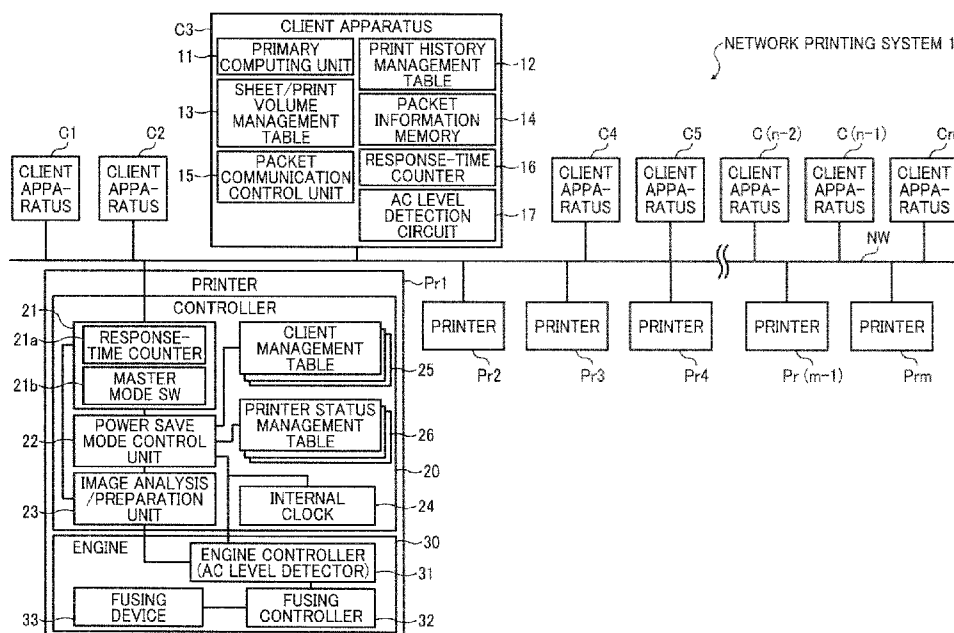 C3
CLIENT APPARATUS
11
PRIMARY
COMPUTING UNIT
PRINT HISTORY
MANAGEMENT
TABLE
12
13
SHEET/PRINT
VOLUME
MANAGEMENT
TABLE
PACKET
INFORMATION
MEMORY
14
15
PACKET
COMMUNICATION
CONTROL UNIT
RESPONSE-TIME
COUNTER
16
AC LEVEL
DETECTION
CIRCUIT
17
NETWORK PRINTING SYSTEM 1
C1
CLIENT
APPA-
RATUS
C2
CLIENT
APPA-
RATUS
C4
CLIENT
APPA-
RATUS
C5
CLIENT
APPA-
RATUS
C(n-2)
CLIENT
APPA-
RATUS
C(n-1)
CLIENT
APPA-
RATUS
CLIENT
APPA-
RATUS
NW
PRINTER
Pr1
CONTROLLER
21
21a
RESPONSE-
TIME COUNTER
21b
MASTER
MODE SW
CLIENT
MANAGEMENT
TABLE
25
22
POWER SAVE
MODE CONTROL
UNIT
PRINTER STATUS
MANAGEMENT
TABLE
26
20
23
IMAGE ANALYSIS
/PREPARATION
UNIT
INTERNAL
CLOCK
24
ENGINE
30
ENGINE CONTROLLER
(AC LEVEL DETECTOR)
31
33
FUSING
DEVICE
FUSING
CONTROLLER
32
PRINTER
Pr2
PRINTER
Pr3
PRINTER
Pr4
PRINTER
Pr(m-1)
PRINTER
Prm